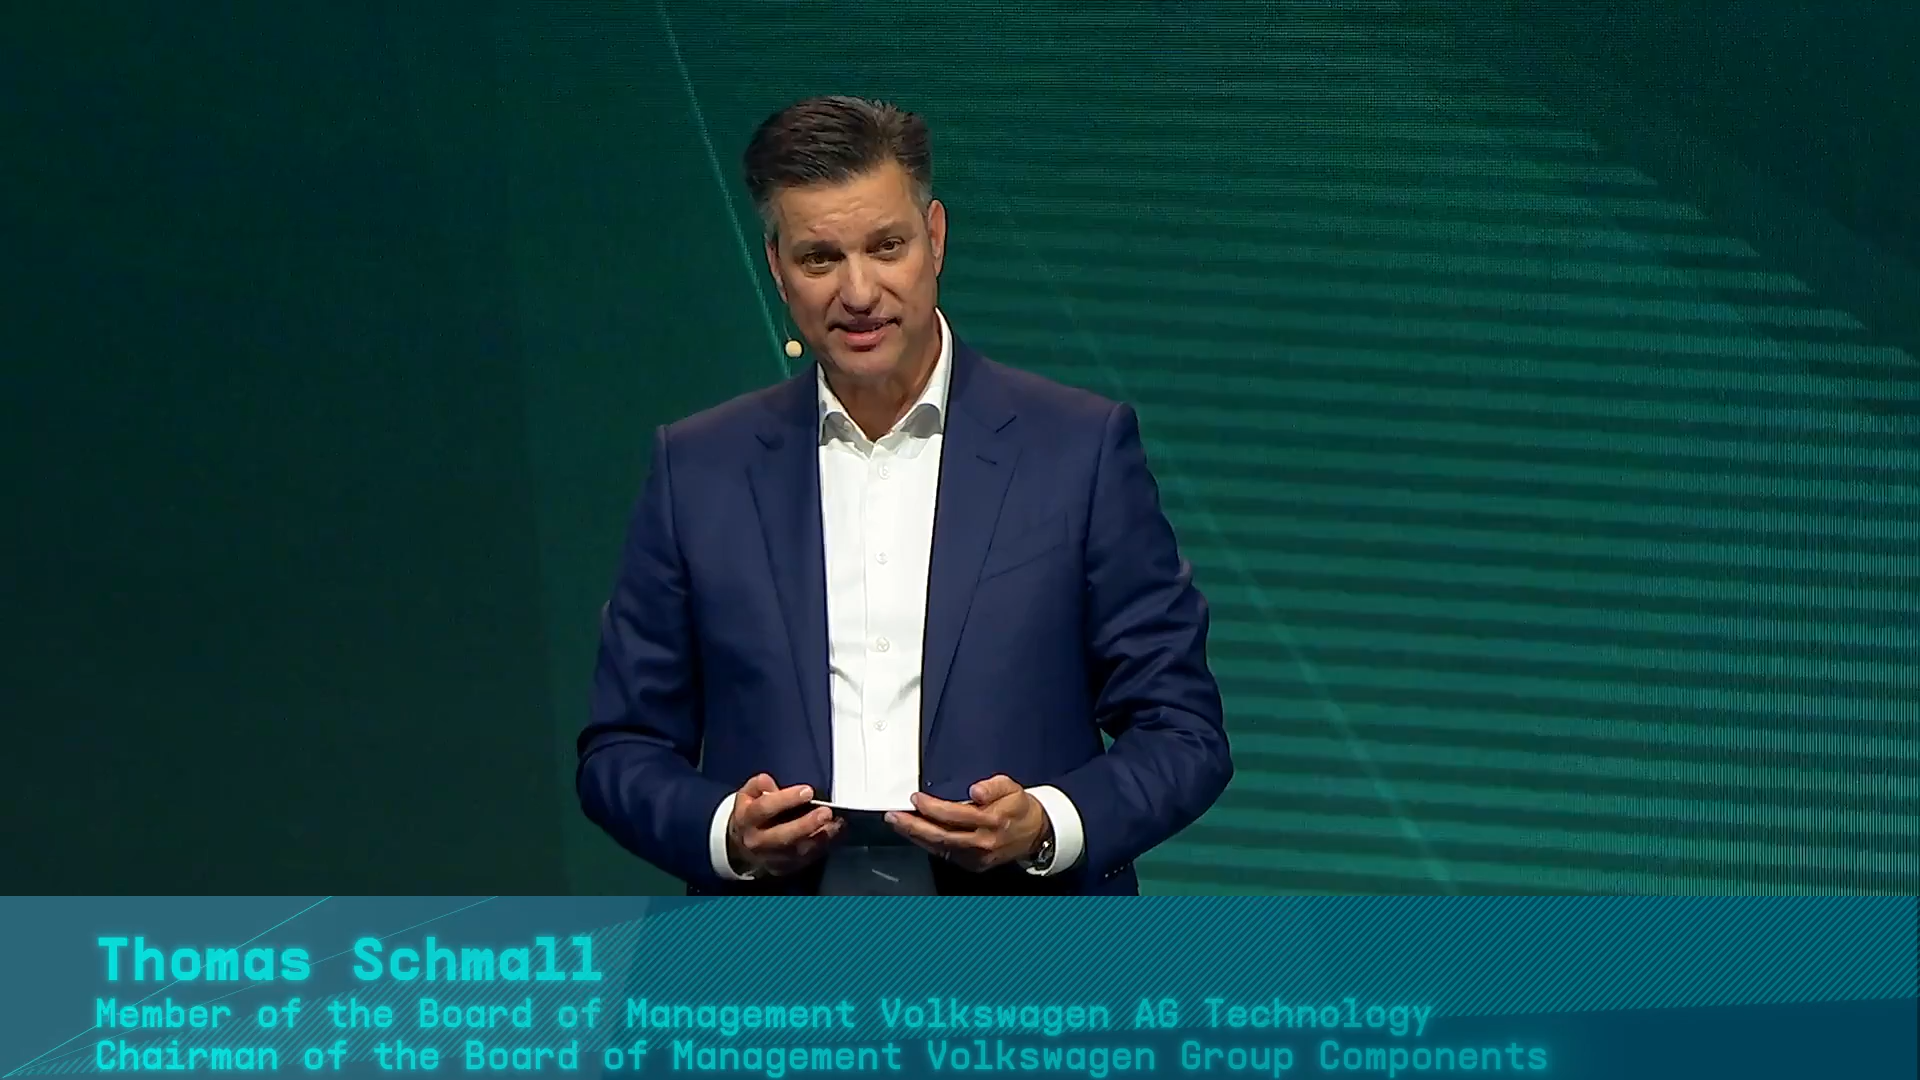 Thomas Schmall
Member of the Board of Management Volkswagen AG Technology
Chairman of the Board of Management Volkswagen Group Components